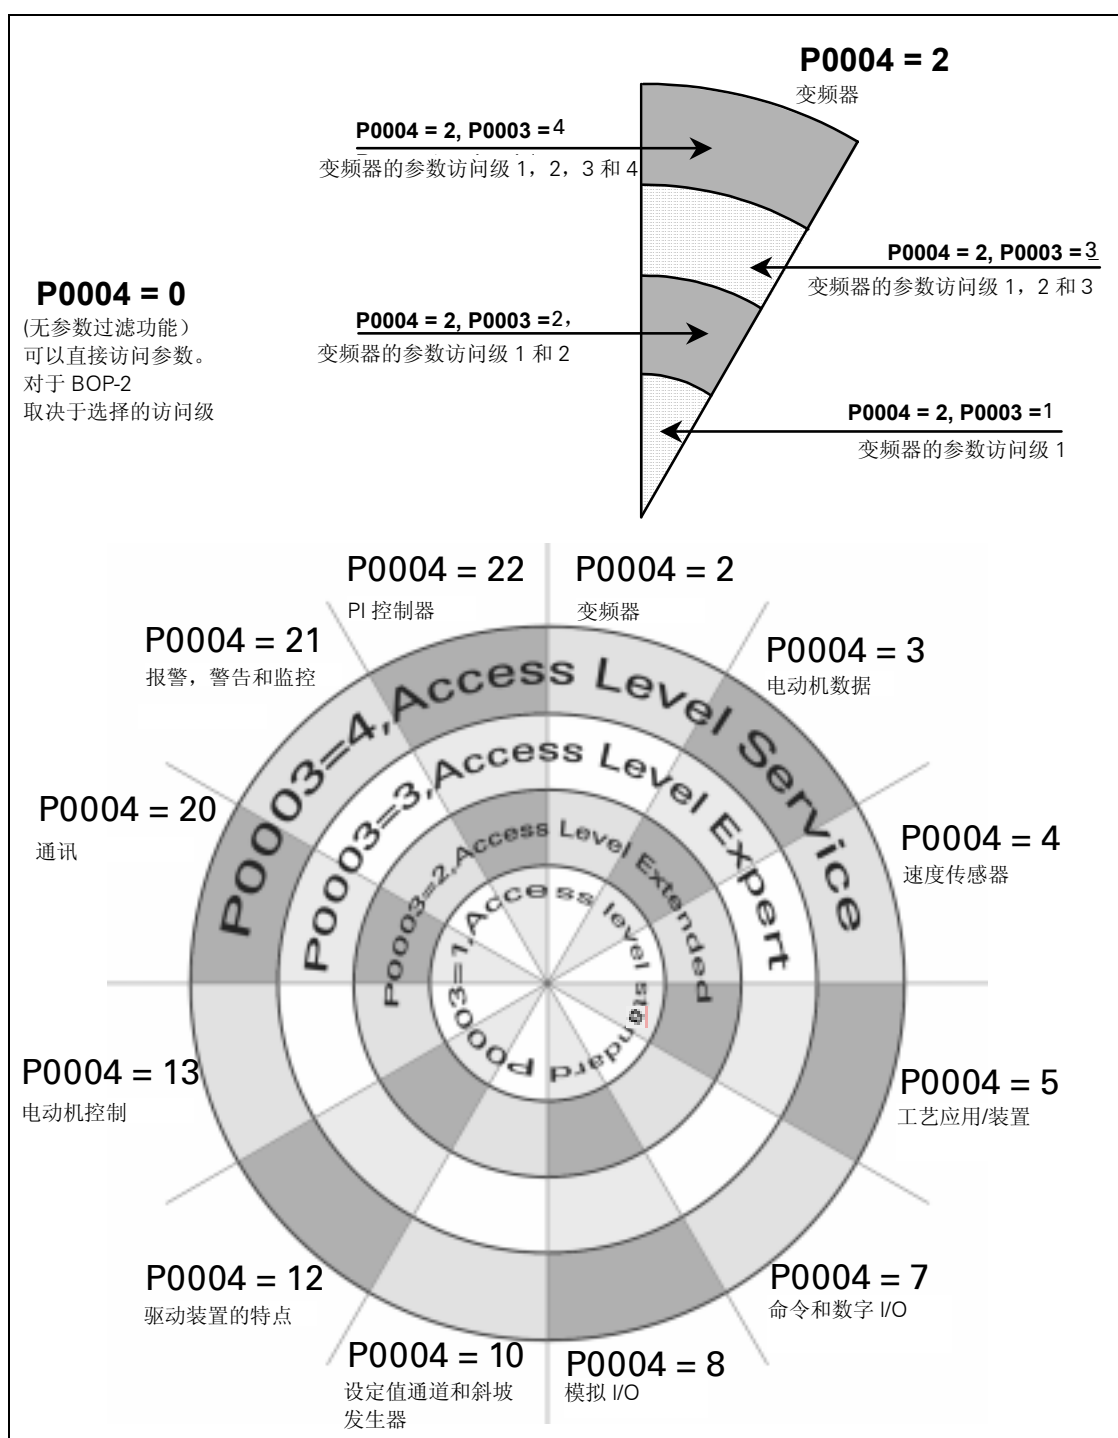 P0004 = 2
变频器
P0004 = 2, P0003 =4
变频器的参数访问级 1，2，3 和 4
P0004 = 2, P0003 =3
变频器的参数访问级 1，2 和 3
P0004 = 0
(无参数过滤功能）
可以直接访问参数。
对于 BOP-2
取决于选择的访问级
P0004 = 2, P0003 =2，
变频器的参数访问级 1 和 2
P0004 = 2, P0003 =1
变频器的参数访问级 1
P0004 = 22
PI 控制器
P0004 = 2
变频器
P0004 = 21
报警，警告和监控
P0004 = 3
电动机数据
P0004 = 20
通讯
P0004 = 4
速度传感器
P0003=4,Access Level Service
P0003=3,Access Level Expert
P0003=2,Access Level Extended
P0003=1,Access level standard
P0004 = 13
电动机控制
P0004 = 5
工艺应用/装置
P0004 = 12
驱动装置的特点
P0004 = 7
命令和数字 I/O
P0004 = 10
设定值通道和斜坡
发生器
P0004 = 8
模拟 I/O